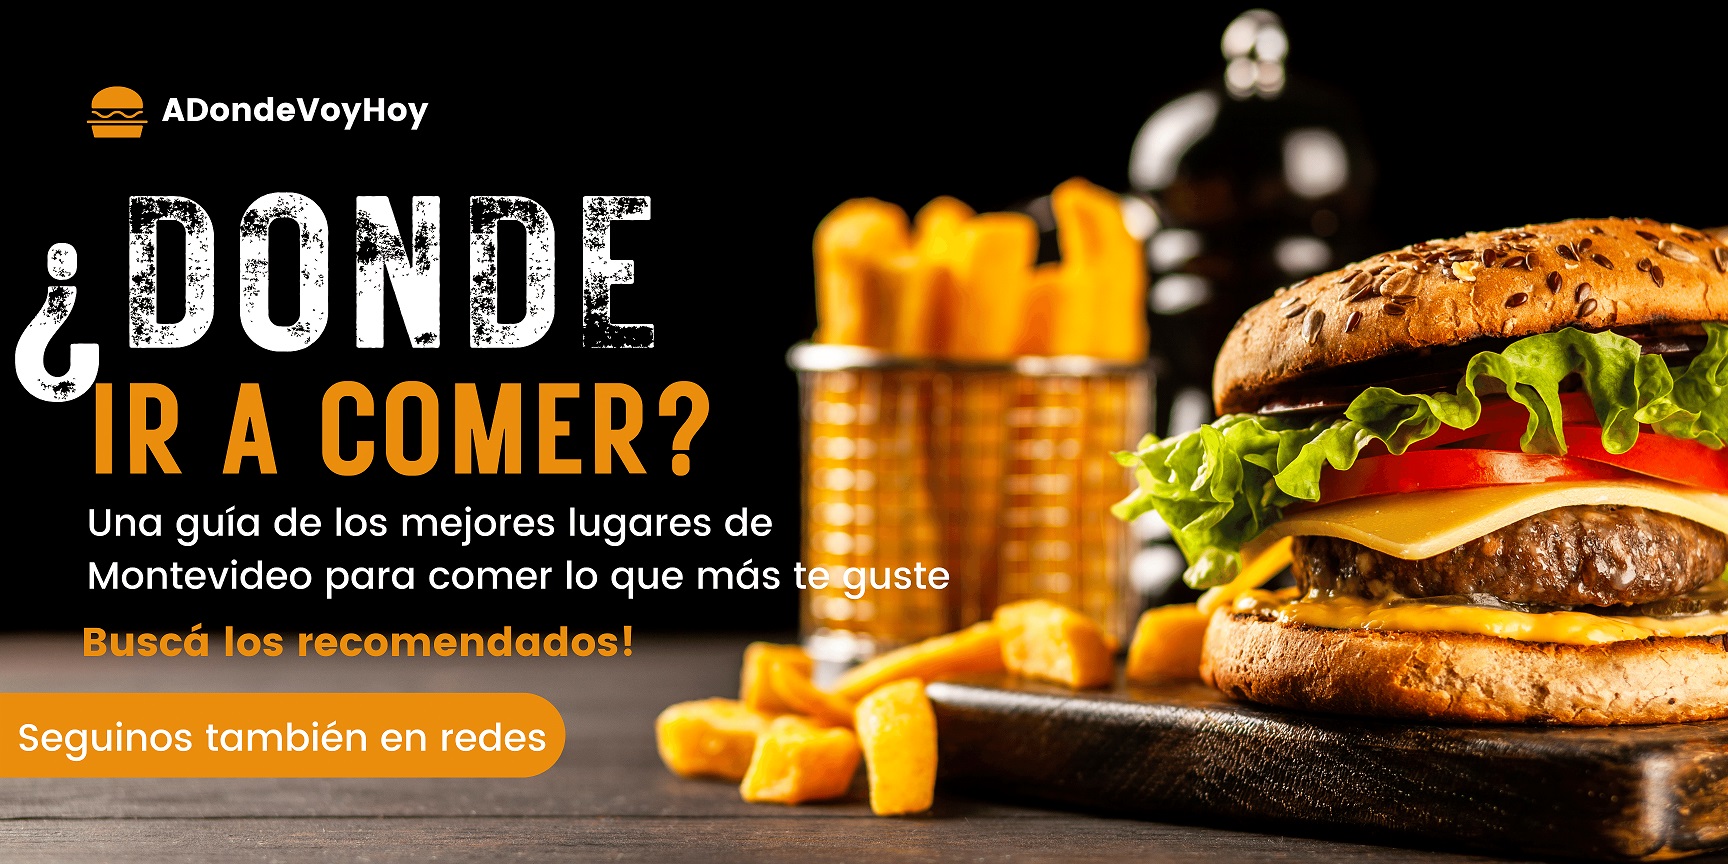 ADondeVoyHoy
¿DONDE
IR A COMER?
Una guía de los mejores lugares de
Montevideo para comer lo que más te guste
Buscá los recomendados!
Seguinos también en redes